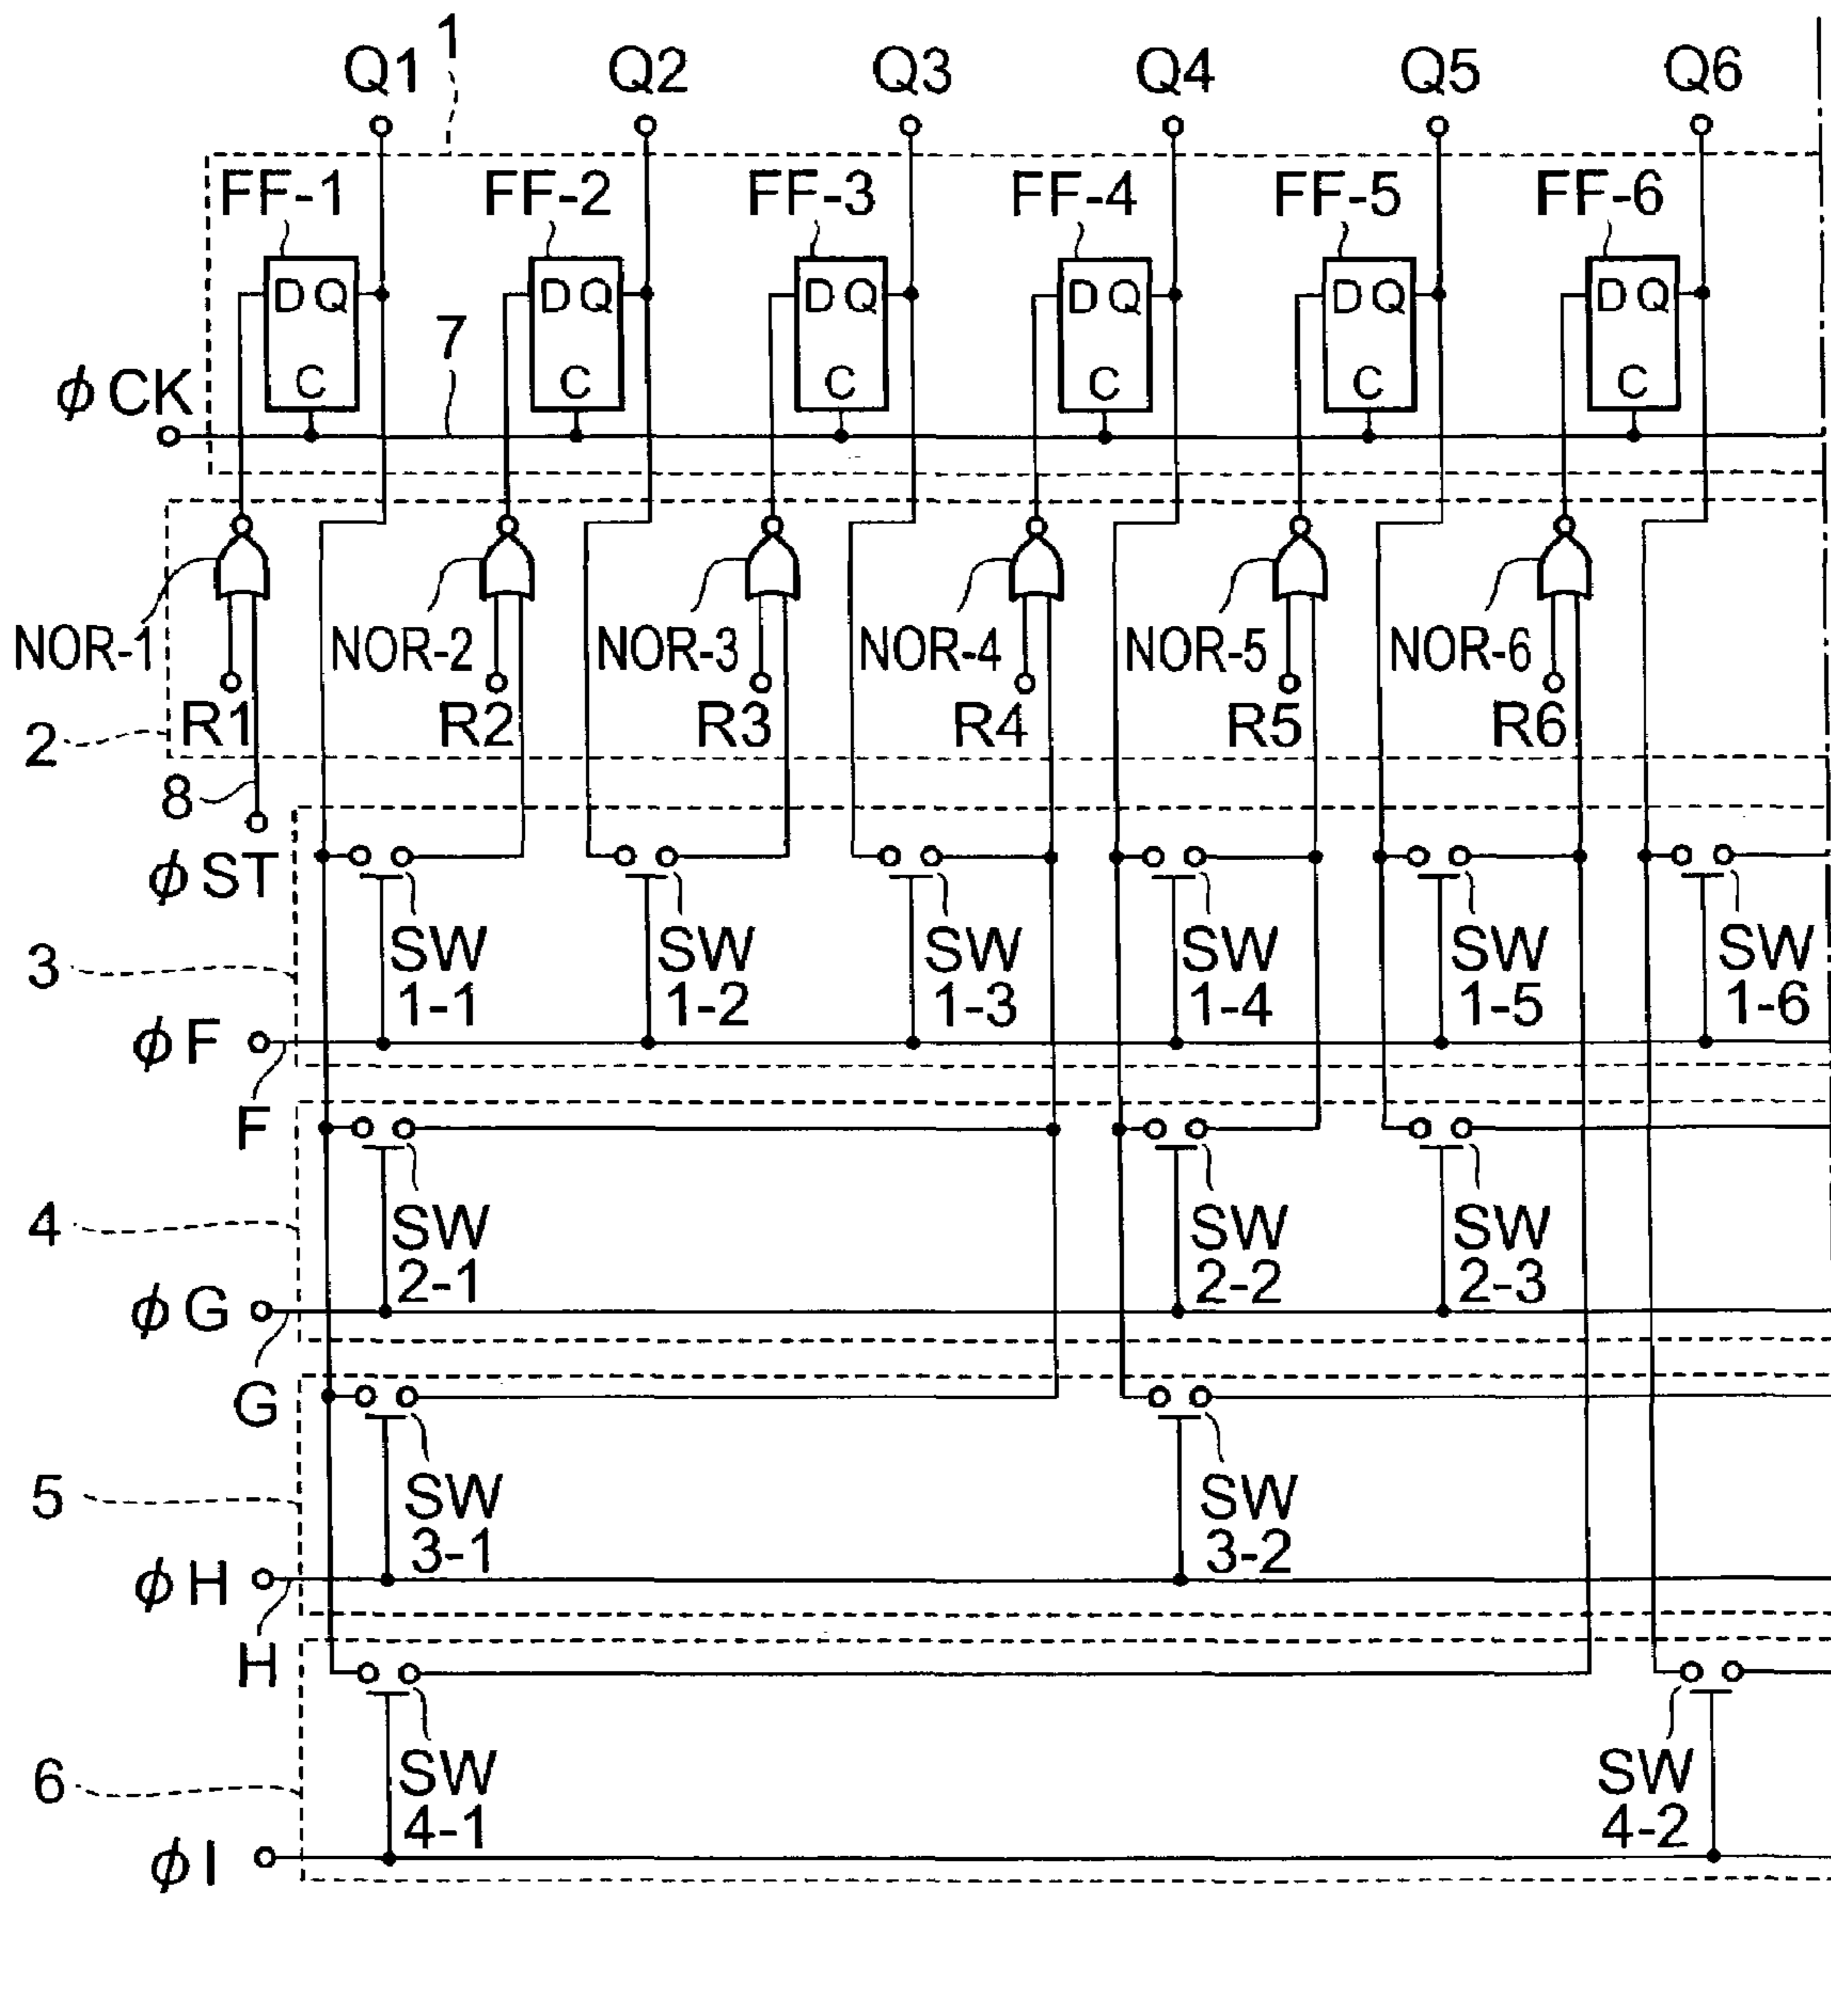 1
Q1 Q2 Q3 Q4 Q5 Q6
FF-1 FF-2 FF-3 FF-4 FF-5 FF-6
D Q D Q D Q D Q D Q D Q
7
C C C C C C
ϕCK
NOR-1 NOR-2 NOR-3 NOR-4 NOR-5 NOR-6
R1 R2 R3 R4 R5 R6
2
8
ϕST
SW SW SW SW SW SW
1-1 1-2 1-3 1-4 1-5 1-6
3
ϕF
F
SW SW SW
2-1 2-2 2-3
4
ϕG
G
SW SW
3-1 3-2
5
ϕH
H
SW SW
4-1 4-2
6
ϕI